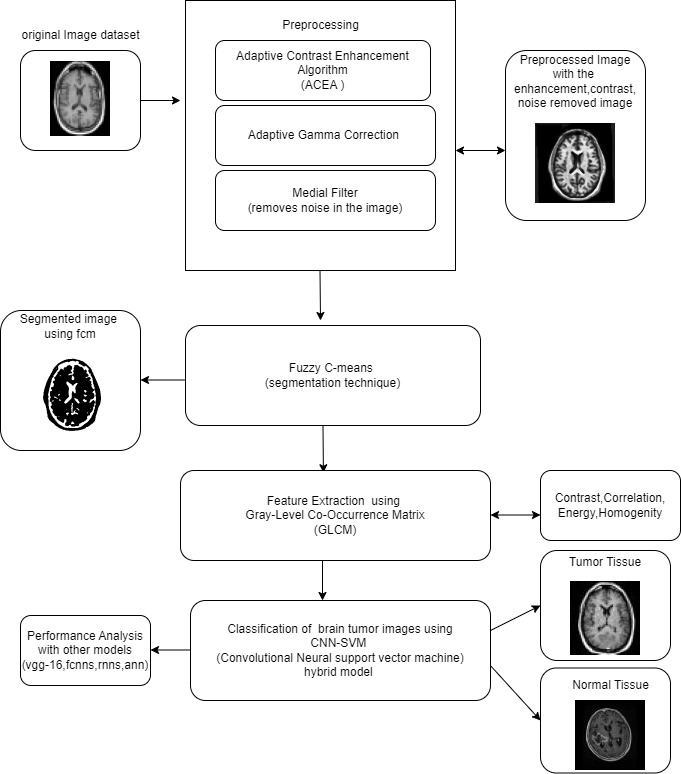 original Image dataset
Preprocessing
Adaptive Contrast Enhancement
Algorithm
(ACEA )
Adaptive Gamma Correction
Medial Filter
(removes noise in the image)
Preprocessed Image
with the
enhancement,contrast,
noise removed image
Segmented image
using fcm
Fuzzy C-means
(segmentation technique)
Feature Extraction using
Gray-Level Co-Occurrence Matrix
(GLCM)
Contrast,Correlation,
Energy,Homogenity
Tumor Tissue
Classification of brain tumor images using
CNN-SVM
(Convolutional Neural support vector machine)
hybrid model
Performance Analysis
with other models
(vgg-16,fcnns,rnns,ann)
Normal Tissue